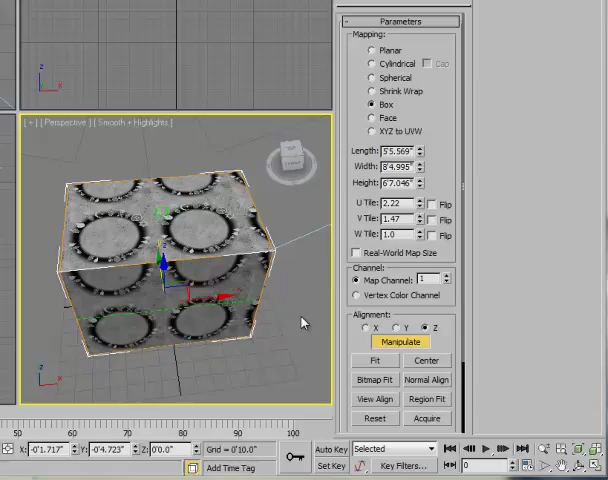 z
x
[ + ] [ Perspective ] [ Smooth + Highlights ]
z
x
- Parameters
Mapping:
Planar
Cylindrical Cap
Spherical
Shrink Wrap
Box
Face
XYZ to UVW
Length: 5'5.569"
Width: 8'4.995"
Height: 6'7.046"
U Tile: 2.22 Flip
V Tile: 1.47 Flip
W Tile: 1.0 Flip
Real-World Map Size
Channel:
Map Channel: 1
Vertex Color Channel
Alignment:
X Y Z
Manipulate
Fit Center
Bitmap Fit Normal Align
View Align Region Fit
Reset Acquire
50 60 70 80 90 100
X: -0'1.717" Y: -0'4.723" Z: 0'0.0" Grid = 0'10.0" Auto Key Selected
Add Time Tag Set Key Key Filters... 0